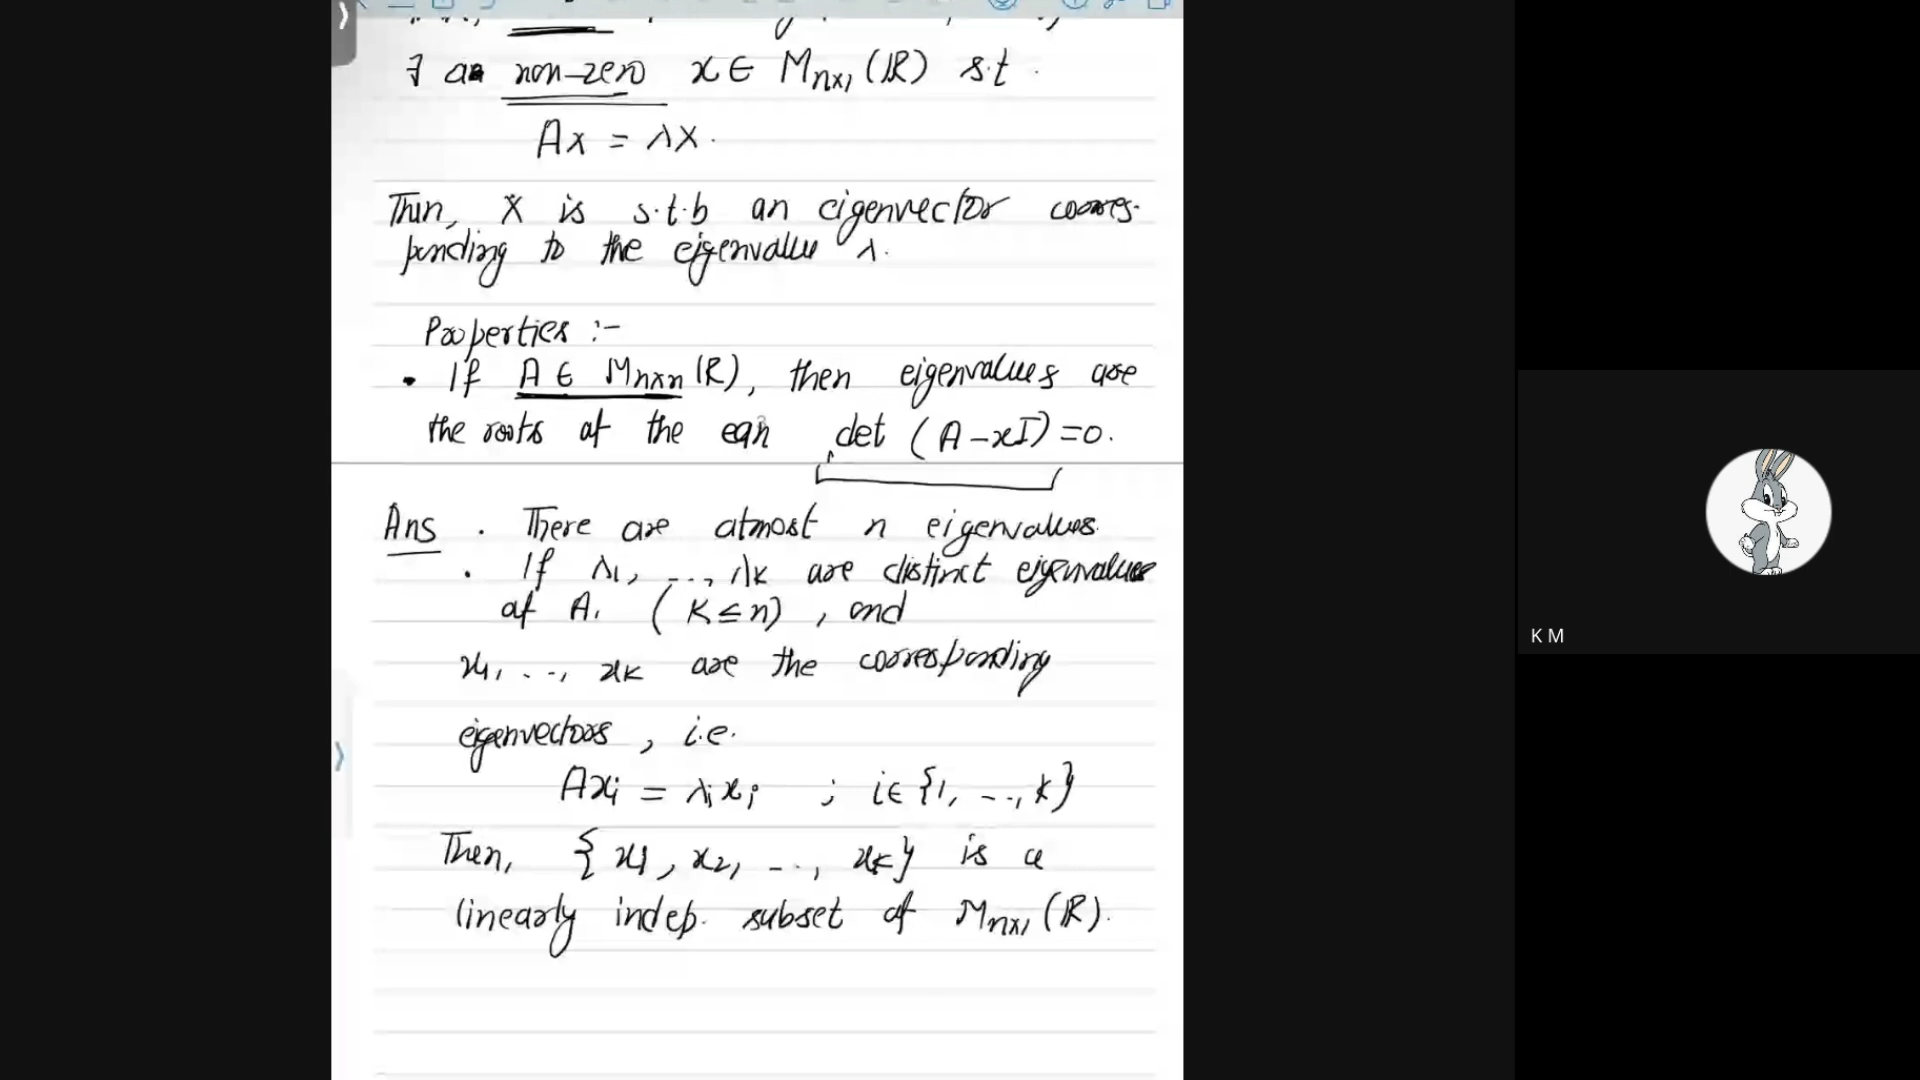 ∃ a non-zero x ∈ M_{n×1} (ℝ) s.t.
Ax = λx.
Then, x is s.t.b an eigenvector corres-
ponding to the eigenvalue λ.
Properties :-
• If A ∈ M_{n×n} (ℝ), then eigenvalues are
the roots of the eqn det (A-xI) = 0.
Ans . There are atmost n eigenvalues.
. If λ₁, ..., λₖ are distinct eigenvalues
of A. (K ≤ n), and
x₁, ..., xₖ are the corresponding
eigenvectors, i.e.
Axᵢ = λᵢxᵢ ; i ∈ {1, ..., k}
Then, {x₁, x₂, ..., xₖ} is a
linearly indep. subset of M_{n×1} (ℝ).
K M